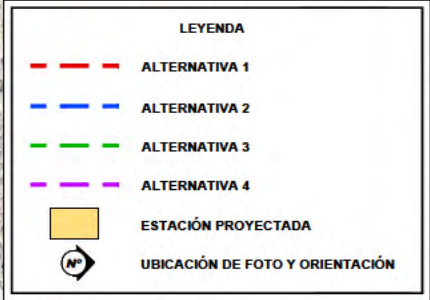 LEYENDA
ALTERNATIVA 1
ALTERNATIVA 2
ALTERNATIVA 3
ALTERNATIVA 4
ESTACIÓN PROYECTADA
Nº UBICACIÓN DE FOTO Y ORIENTACIÓN